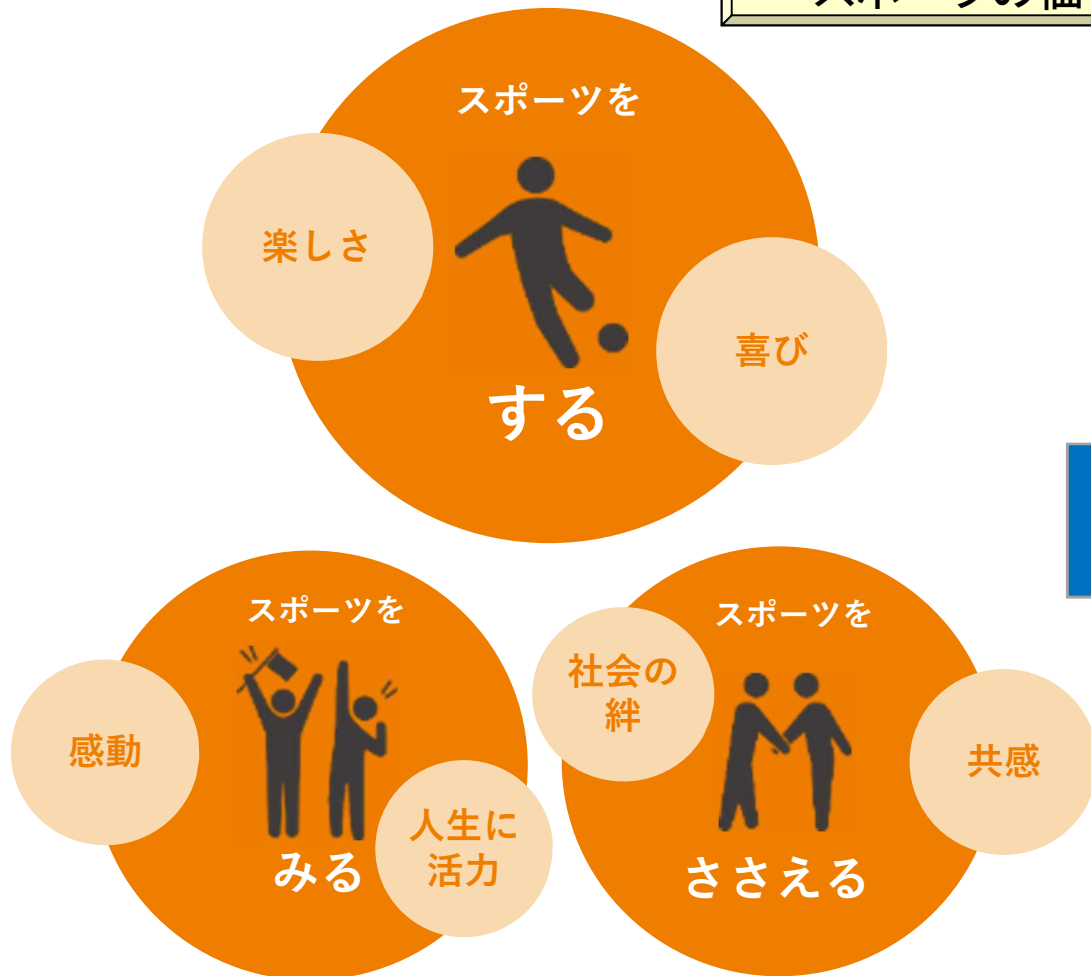 スポーツを
楽しさ
喜び
する
スポーツを
感動
人生に
活力
みる
スポーツを
社会の
絆
共感
ささえる